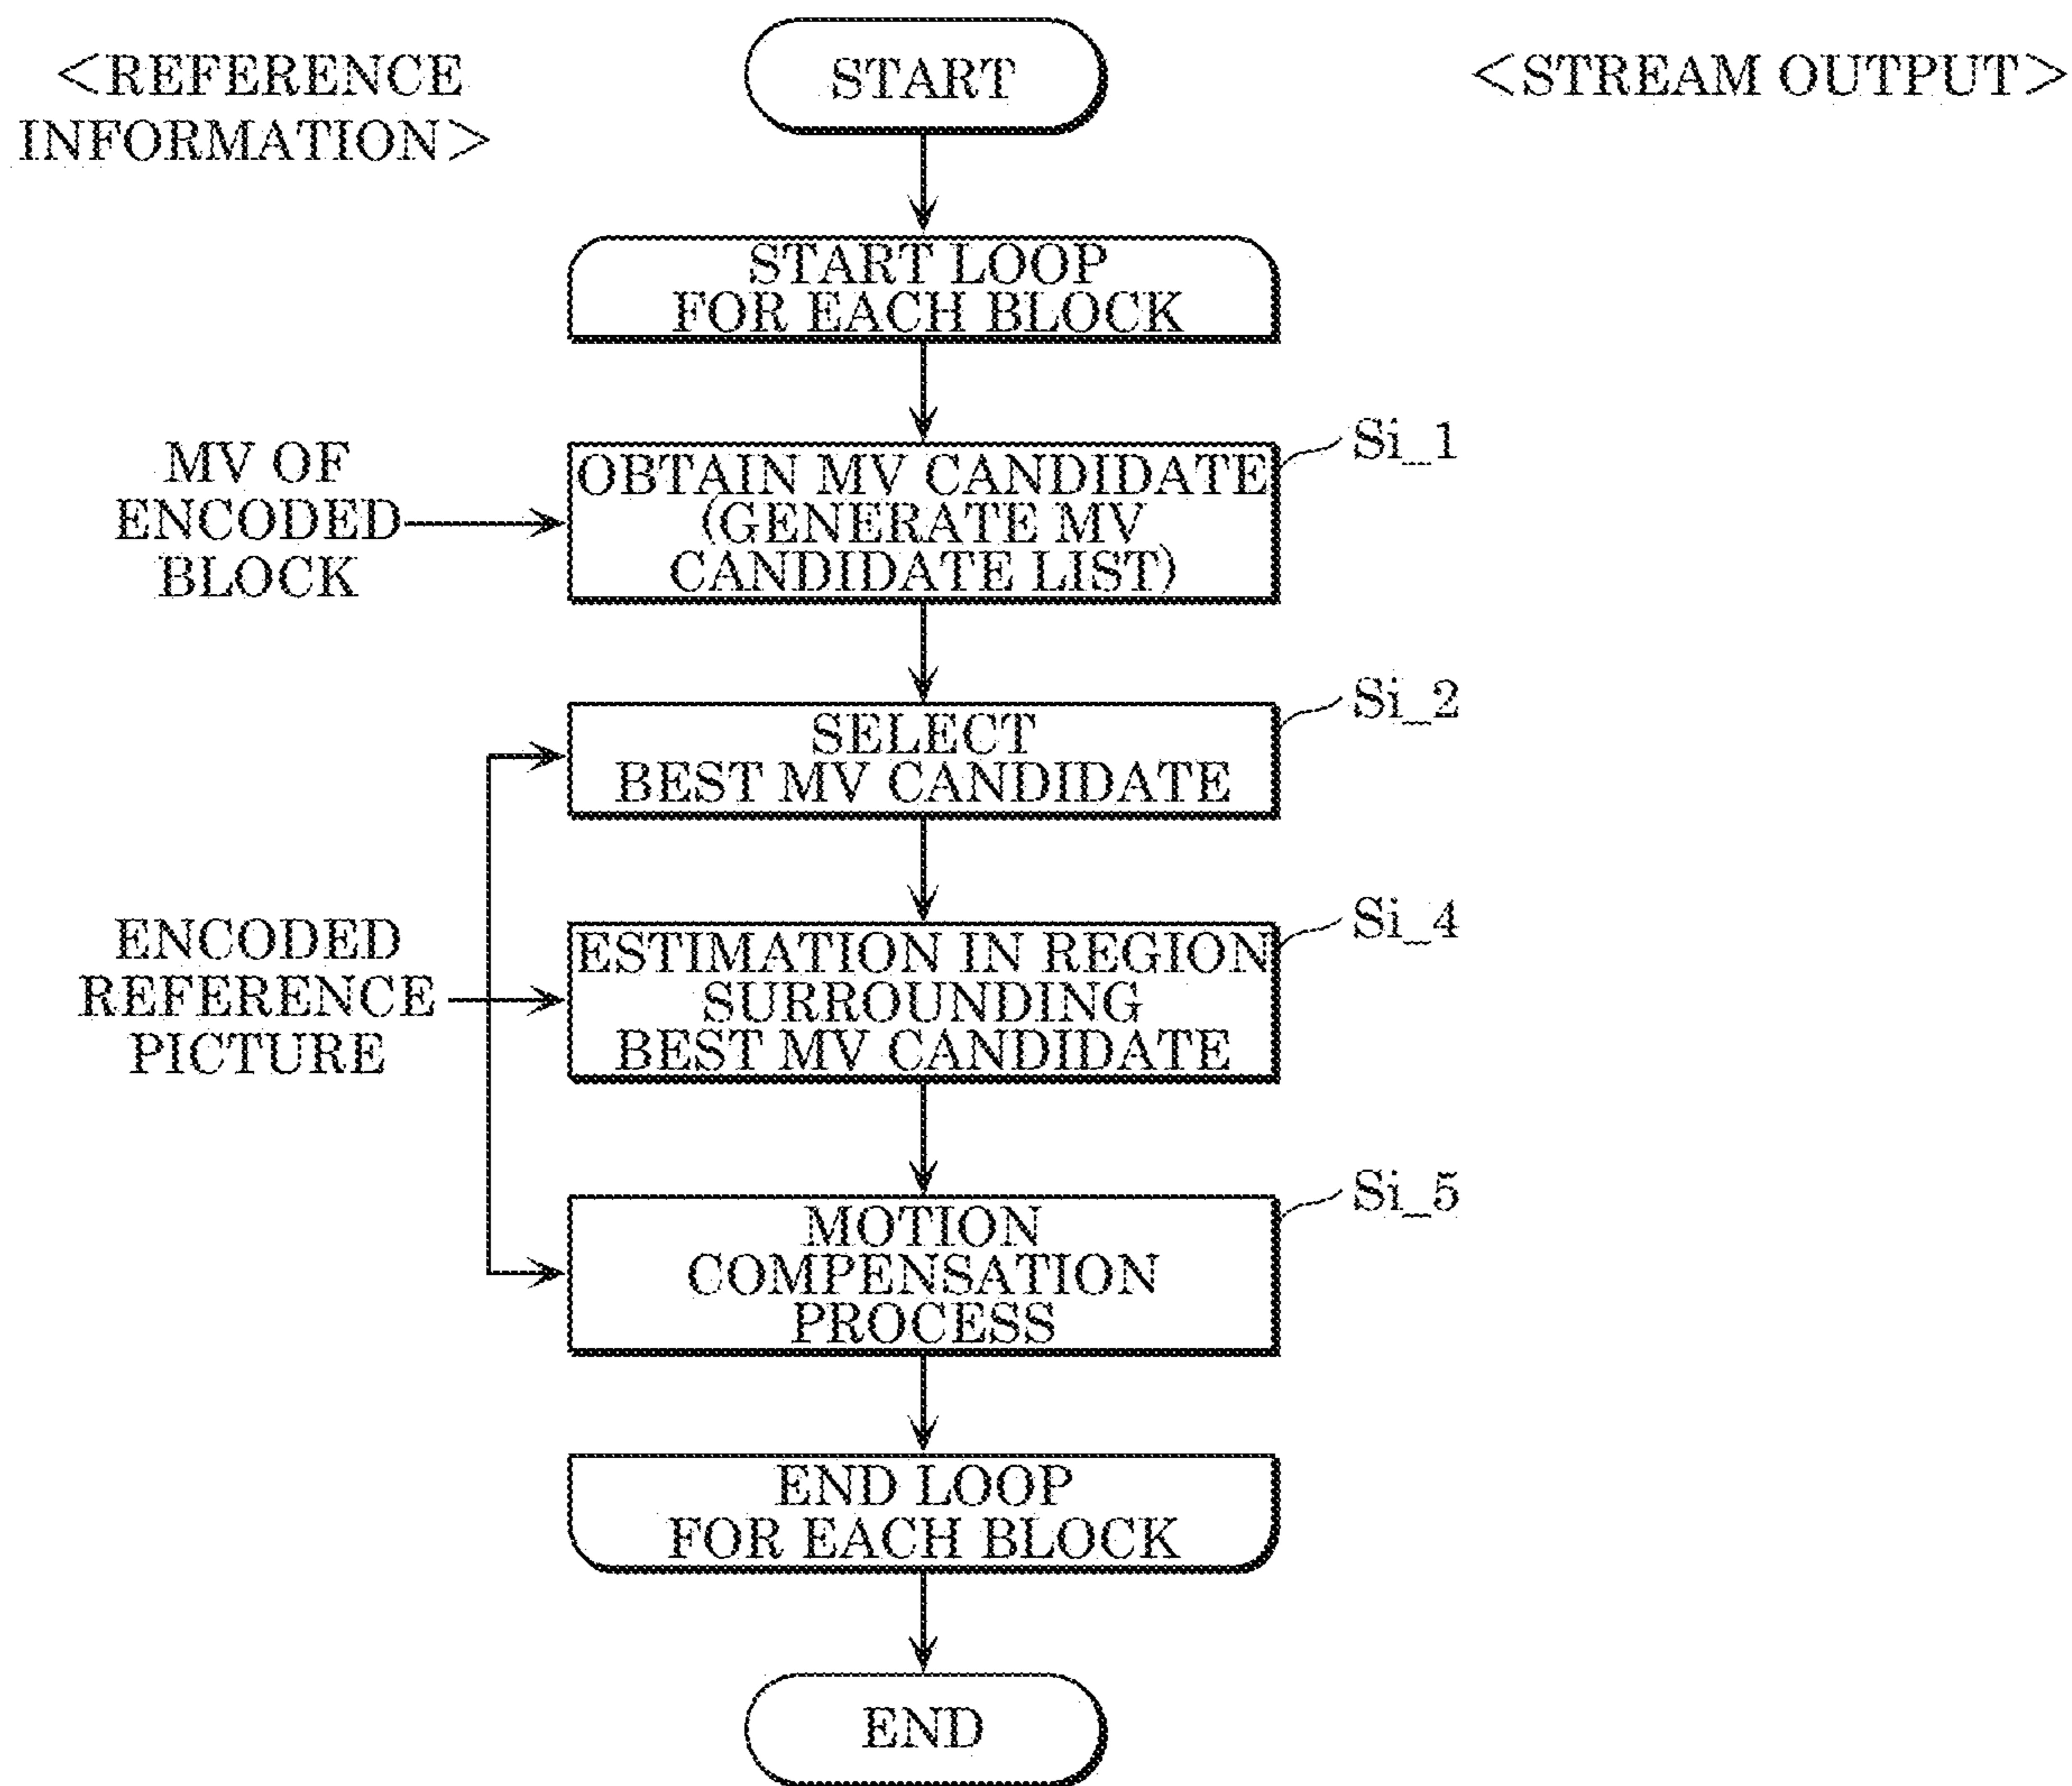 <REFERENCE
INFORMATION>
START
<STREAM OUTPUT>
START LOOP
FOR EACH BLOCK
MV OF
ENCODED
BLOCK
OBTAIN MV CANDIDATE
(GENERATE MV
CANDIDATE LIST)
Si_1
SELECT
BEST MV CANDIDATE
Si_2
ENCODED
REFERENCE
PICTURE
ESTIMATION IN REGION
SURROUNDING
BEST MV CANDIDATE
Si_4
MOTION
COMPENSATION
PROCESS
Si_5
END LOOP
FOR EACH BLOCK
END